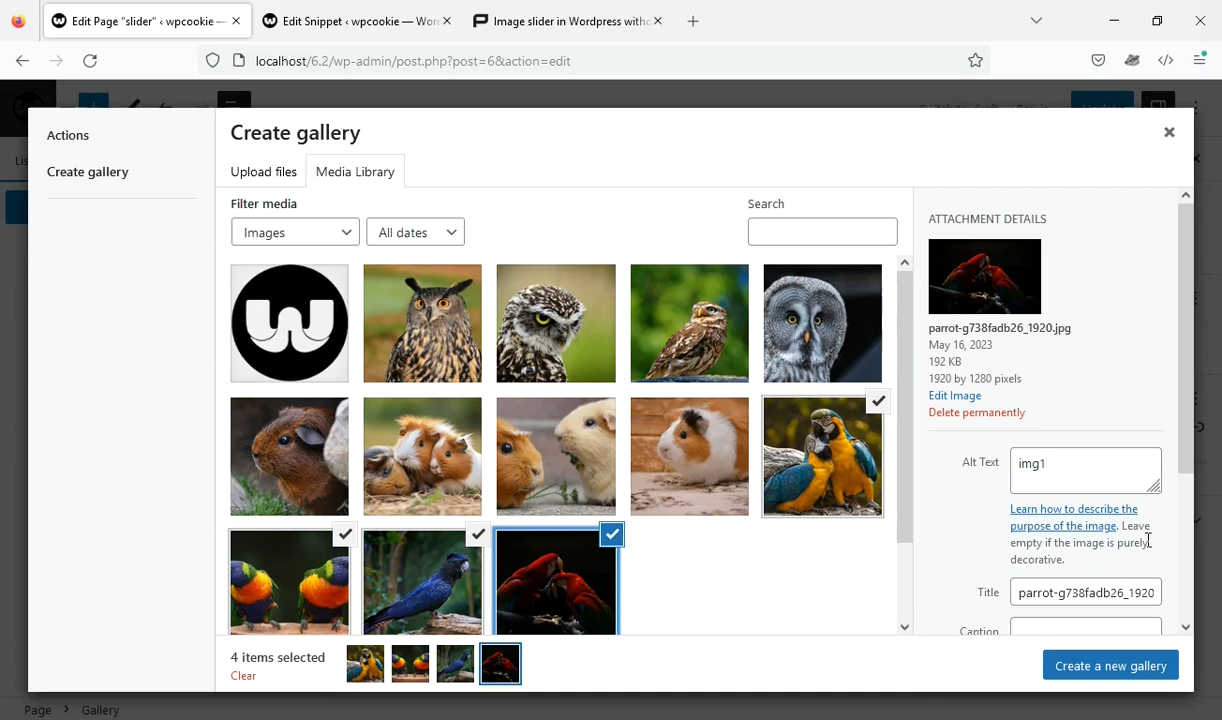 Edit Page “slider” ‹ wpcookie —
Edit Snippet ‹ wpcookie — Wor
Image slider in Wordpress witho
localhost/6.2/wp-admin/post.php?post=6&action=edit
Actions
Create gallery
Create gallery
Upload files
Media Library
Filter media
Search
Images
All dates
ATTACHMENT DETAILS
parrot-g738fadb26_1920.jpg
May 16, 2023
192 KB
1920 by 1280 pixels
Edit Image
Delete permanently
Alt Text
img1
Learn how to describe the
purpose of the image. Leave
empty if the image is purely
decorative.
Title
parrot-g738fadb26_1920
Caption
4 items selected
Clear
Create a new gallery
Page
Gallery